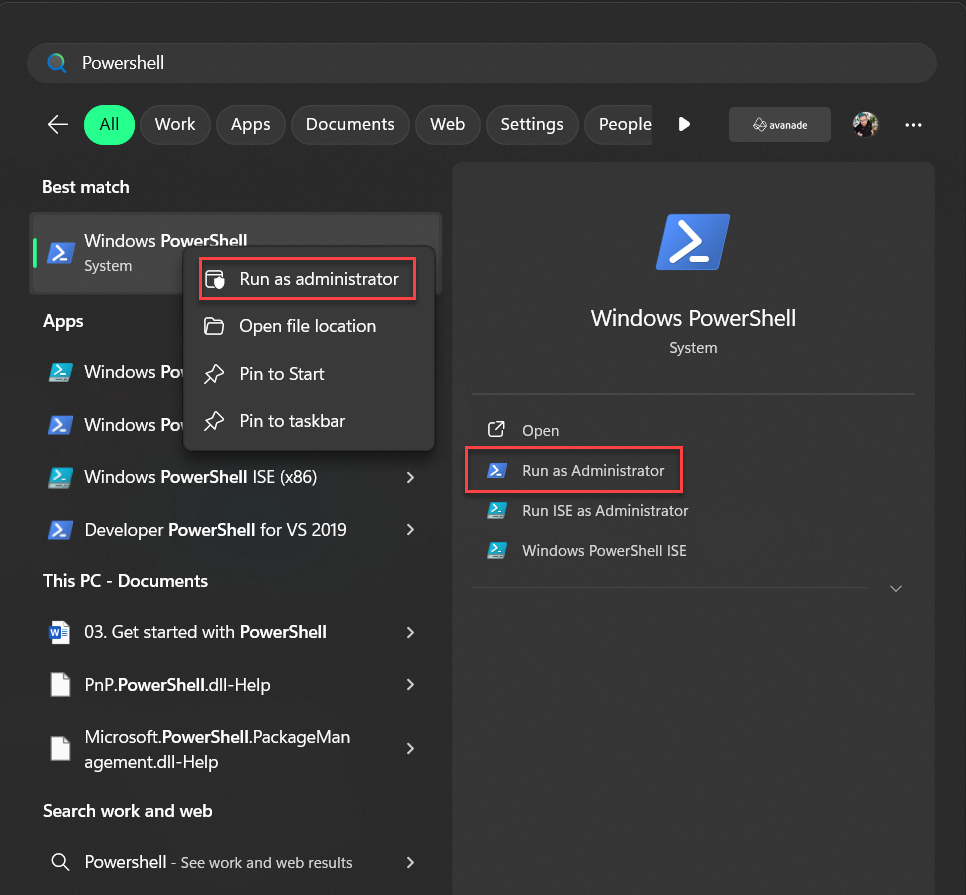 Powershell
All
Work
Apps
Documents
Web
Settings
People
avanade
Best match
Windows PowerShell
System
Run as administrator
Open file location
Pin to Start
Pin to taskbar
Apps
Windows
Windows
Windows PowerShell ISE (x86)
Developer PowerShell for VS 2019
This PC - Documents
03. Get started with PowerShell
PnP.PowerShell.dll-Help
Microsoft.PowerShell.PackageMan
agement.dll-Help
Search work and web
Powershell - See work and web results
Windows PowerShell
System
Open
Run as Administrator
Run ISE as Administrator
Windows PowerShell ISE